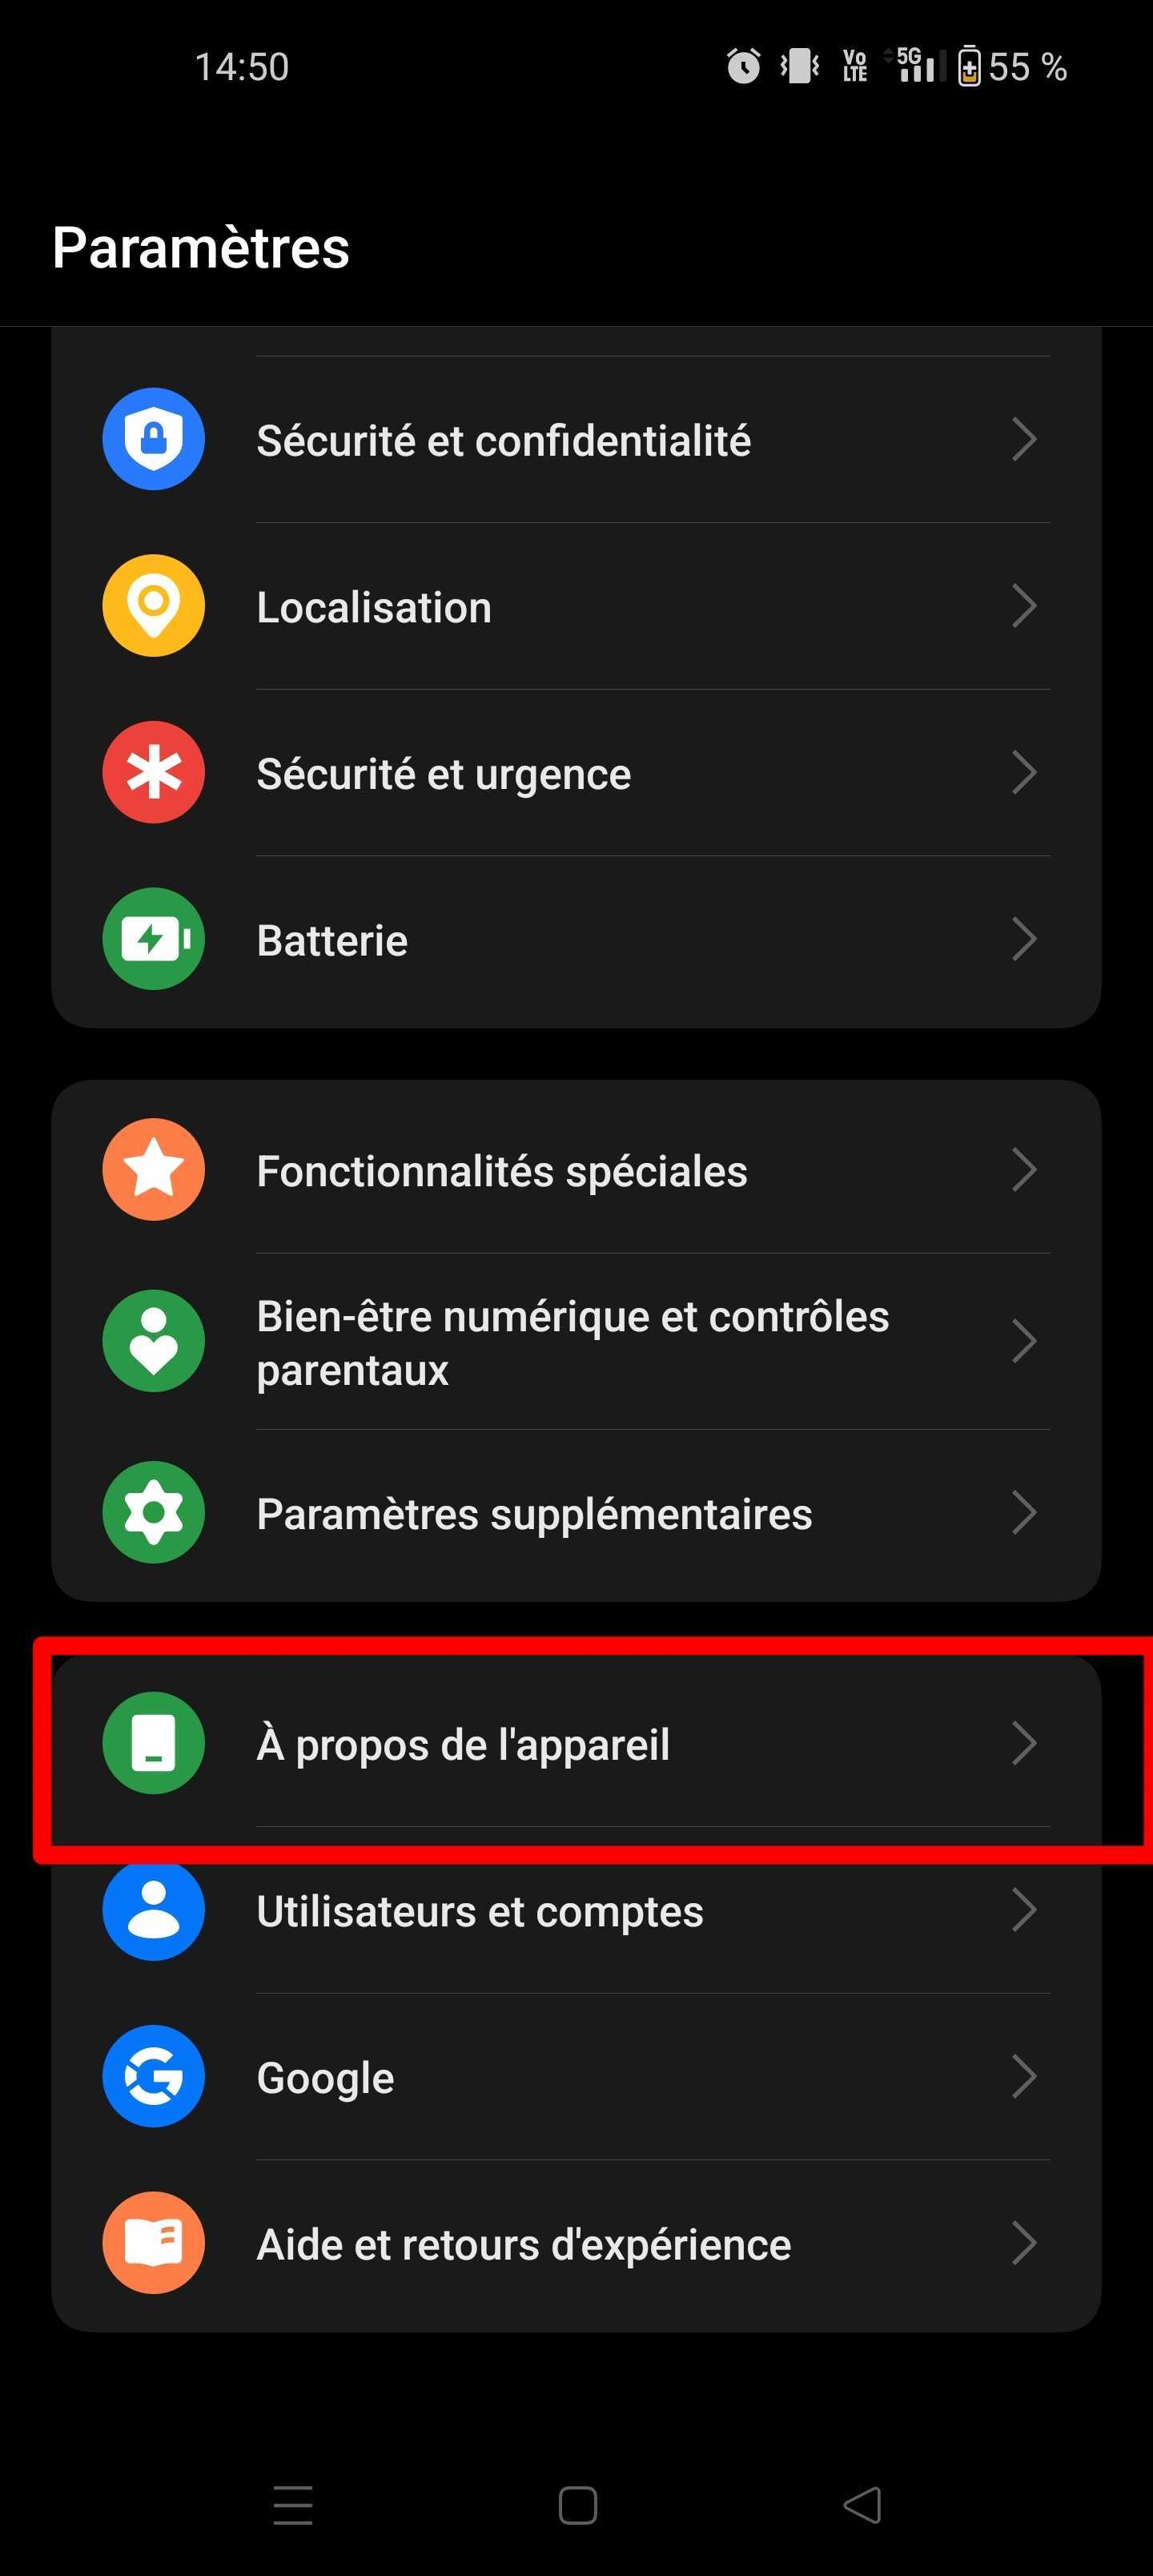 14:50
Vo LTE 5G 55 %
Paramètres
Sécurité et confidentialité
Localisation
Sécurité et urgence
Batterie
Fonctionnalités spéciales
Bien-être numérique et contrôles
parentaux
Paramètres supplémentaires
À propos de l'appareil
Utilisateurs et comptes
Google
Aide et retours d'expérience